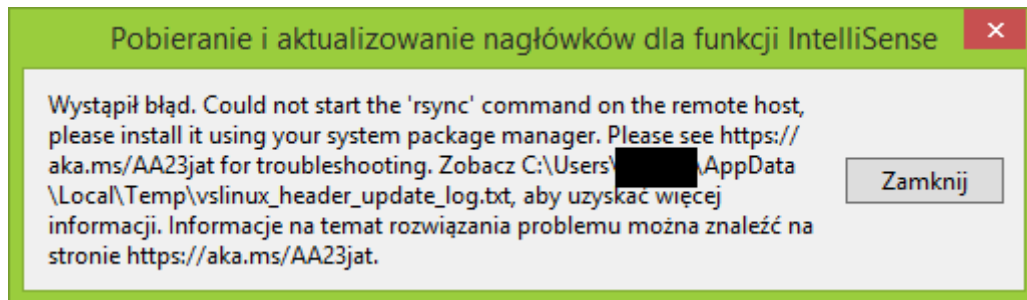 Pobieranie i aktualizowanie nagłówków dla funkcji IntelliSense
Wystąpił błąd. Could not start the 'rsync' command on the remote host,
please install it using your system package manager. Please see https://
aka.ms/AA23jat for troubleshooting. Zobacz C:\Users\ \AppData
\Local\Temp\vslinux_header_update_log.txt, aby uzyskać więcej
informacji. Informacje na temat rozwiązania problemu można znaleźć na
stronie https://aka.ms/AA23jat.
Zamknij